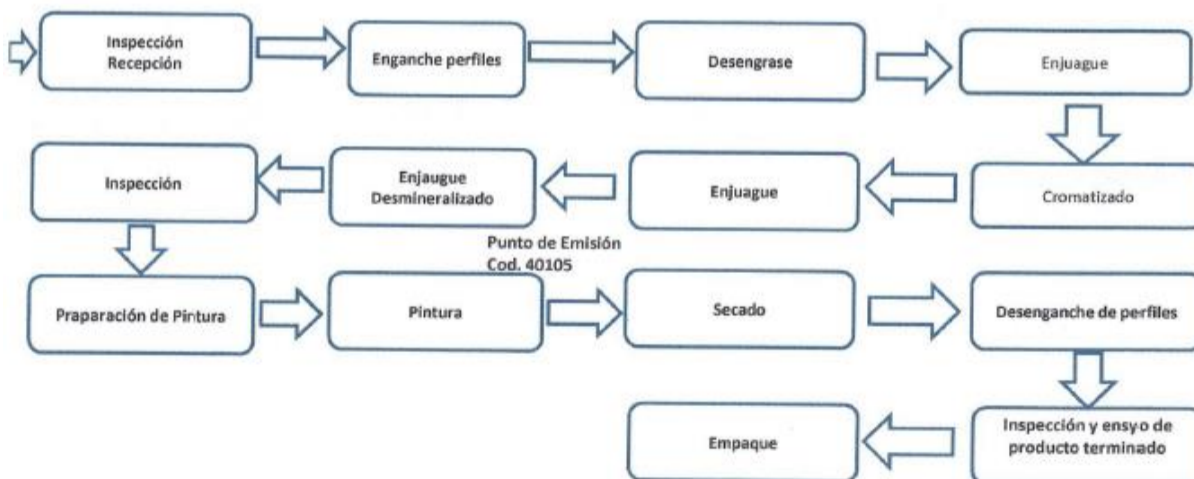 Inspección
Recepción
Enganche perfiles
Desengrase
Enjuague
Cromatizado
Enjuague
Enjaugue
Desmineralizado
Inspección
Praparación de Pintura
Pintura
Punto de Emisión
Cod. 40105
Secado
Desenganche de perfiles
Inspección y ensyo de
producto terminado
Empaque